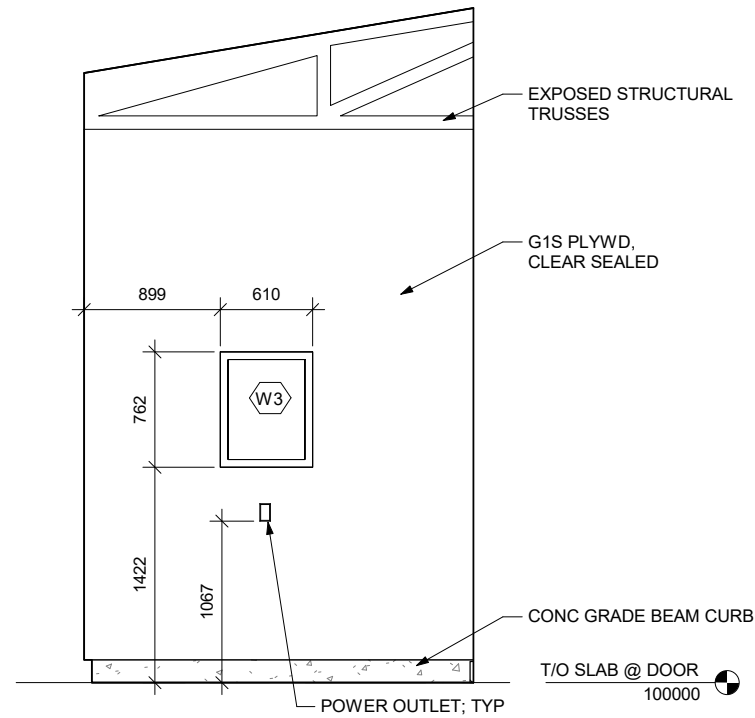 EXPOSED STRUCTURAL
TRUSSES
G1S PLYWD,
CLEAR SEALED
899
610
W3
762
1422
1067
CONC GRADE BEAM CURB
T/O SLAB @ DOOR
100000
POWER OUTLET; TYP